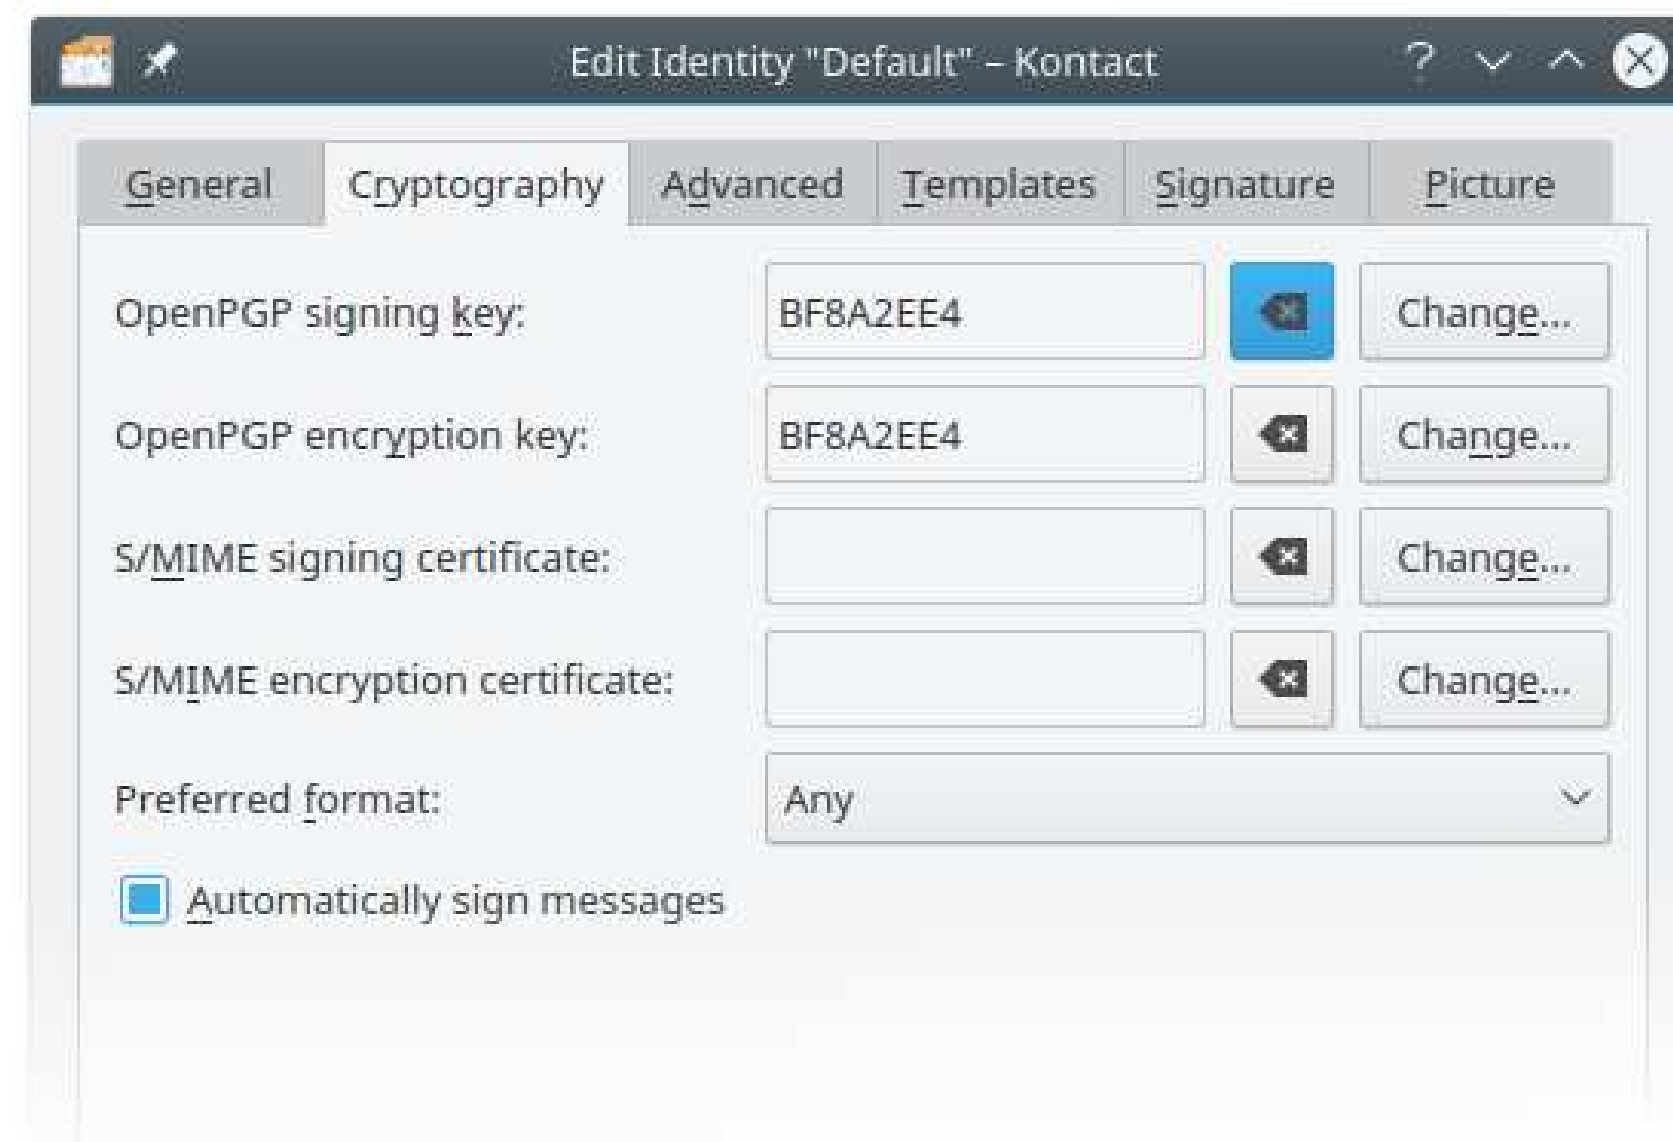 Edit Identity "Default" – Kontact
General Cryptography Advanced Templates Signature Picture
OpenPGP signing key: BF8A2EE4 Change...
OpenPGP encryption key: BF8A2EE4 Change...
S/MIME signing certificate: Change...
S/MIME encryption certificate: Change...
Preferred format: Any
Automatically sign messages